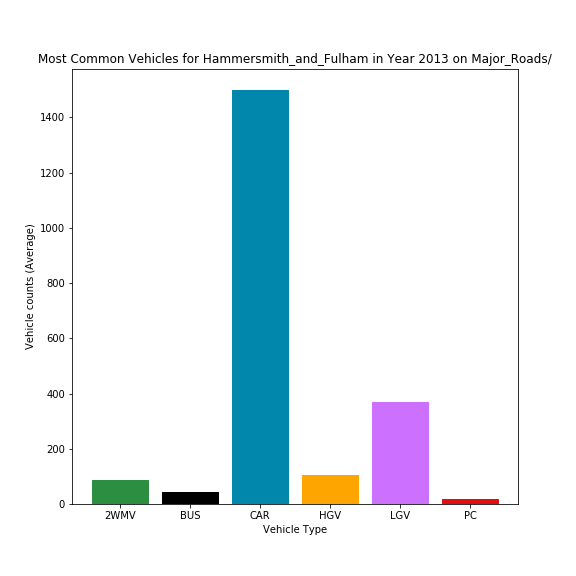 Most Common Vehicles for Hammersmith_and_Fulham in Year 2013 on Major_Roads/
Vehicle counts (Average)
1400
1200
1000
800
600
400
200
0
2WMV BUS CAR HGV LGV PC
Vehicle Type